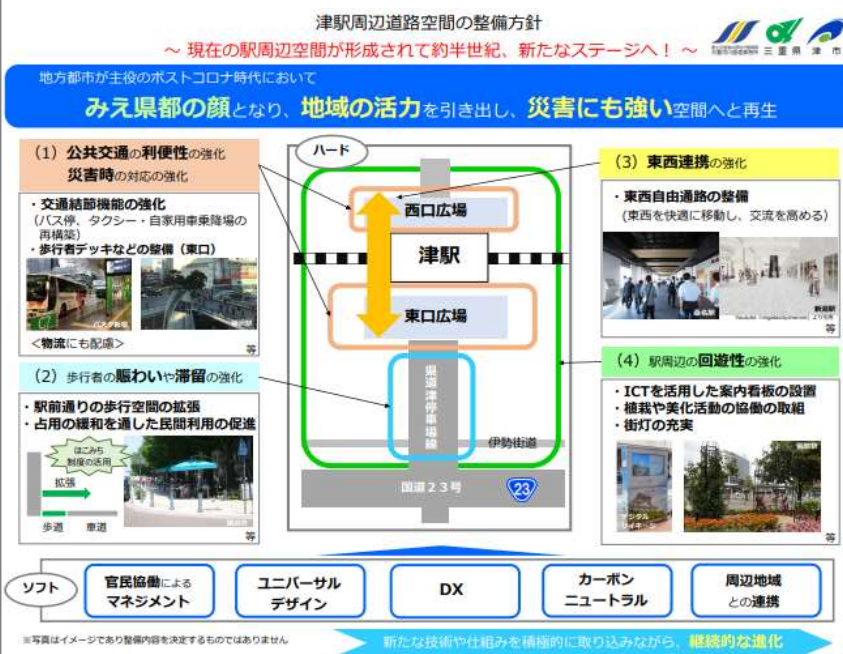 津駅周辺道路空間の整備方針
～ 現在の駅周辺空間が形成されて約半世紀、新たなステージへ！ ～
三重県 津市
地方都市が主役のポストコロナ時代において
みえ県都の顔となり、地域の活力を引き出し、災害にも強い空間へと再生
(1) 公共交通の利便性の強化
災害時の対応の強化
・交通結節機能の強化
(バス停、タクシー・自家用車乗降場の
再構築)
・歩行者デッキなどの整備（東口）
バスタ新宿
<物流にも配慮>
等
(2) 歩行者の賑わいや滞留の強化
・駅前通りの歩行空間の拡張
・占用の緩和を通した民間利用の促進
ほこみち
制度の活用
拡張
歩道 車道
等
ハード
西口広場
津駅
東口広場
県道津停車場線
伊勢街道
国道23号
23
(3) 東西連携の強化
・東西自由通路の整備
(東西を快適に移動し、交流を高める)
桑名駅
新潟駅
等
(4) 駅周辺の回遊性の強化
・ICTを活用した案内看板の設置
・植栽や美化活動の協働の取組
・街灯の充実
デジタル
サイネージ
等
ソフト
官民協働による
マネジメント
ユニバーサル
デザイン
DX
カーボン
ニュートラル
周辺地域
との連携
※写真はイメージであり整備内容を決定するものではありません
新たな技術や仕組みを積極的に取り込みながら、継続的な進化